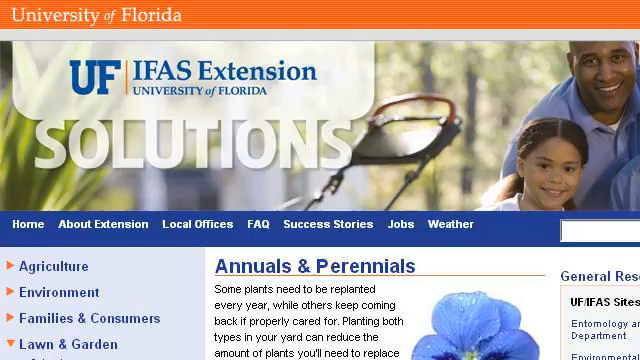 University of Florida
UF IFAS Extension
UNIVERSITY of FLORIDA
SOLUTIONS
Home About Extension Local Offices FAQ Success Stories Jobs Weather
Agriculture
Environment
Families & Consumers
Lawn & Garden
Annuals & Perennials
Some plants need to be replanted
every year, while others keep coming
back if properly cared for. Planting both
types in your yard can reduce the
amount of plants you'll need to replace
General Res
UF/IFAS Sites
Entomology a
Department
Environmental